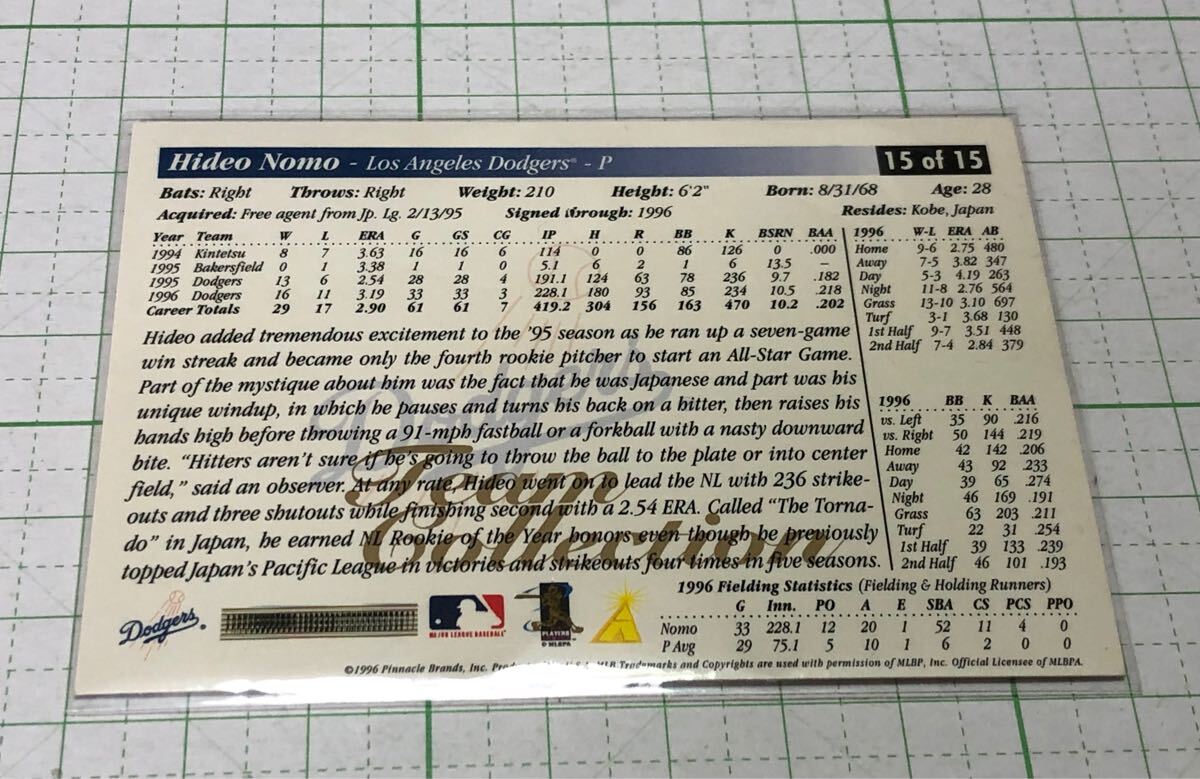 Hideo Nomo - Los Angeles Dodgers® - P 15 of 15
Bats: Right Throws: Right Weight: 210 Height: 6'2" Born: 8/31/68 Age: 28
Acquired: Free agent from Jp. Lg. 2/13/95 Signed through: 1996 Resides: Kobe, Japan
Year Team W L ERA G GS CG IP H R BB K BSRN BAA
1994 Kintetsu 8 7 3.63 16 16 6 114 0 0 86 126 0 .000
1995 Bakersfield 0 1 3.38 1 1 0 5.1 6 2 1 6 13.5 —
1995 Dodgers 13 6 2.54 28 28 4 191.1 124 63 78 236 9.7 .182
1996 Dodgers 16 11 3.19 33 33 3 228.1 180 93 85 234 10.5 .218
Career Totals 29 17 2.90 61 61 7 419.2 304 156 163 470 10.2 .202
Hideo added tremendous excitement to the '95 season as he ran up a seven-game
win streak and became only the fourth rookie pitcher to start an All-Star Game.
Part of the mystique about him was the fact that he was Japanese and part was his
unique windup, in which he pauses and turns his back on a hitter, then raises his
hands high before throwing a 91-mph fastball or a forkball with a nasty downward
bite. "Hitters aren't sure if he's going to throw the ball to the plate or into center
field," said an observer. At any rate, Hideo went on to lead the NL with 236 strike-
outs and three shutouts while finishing second with a 2.54 ERA. Called "The Torna-
do" in Japan, he earned NL Rookie of the Year honors even though he previously
topped Japan's Pacific League in victories and strikeouts four times in five seasons.
Dodgers
Team
Collection
1996 W-L ERA AB
Home 9-6 2.75 480
Away 7-5 3.82 347
Day 5-3 4.19 263
Night 11-8 2.76 564
Grass 13-10 3.10 697
Turf 3-1 3.68 130
1st Half 9-7 3.51 448
2nd Half 7-4 2.84 379
1996 BB K BAA
vs. Left 35 90 .216
vs. Right 50 144 .219
Home 42 142 .206
Away 43 92 .233
Day 39 65 .274
Night 46 169 .191
Grass 63 203 .211
Turf 22 31 .254
1st Half 39 133 .239
2nd Half 46 101 .193
1996 Fielding Statistics (Fielding & Holding Runners)
G Inn. PO A E SBA CS PCS PPO
Nomo 33 228.1 12 20 1 52 11 4 0
P Avg 29 75.1 5 10 1 6 2 0 0
Dodgers
MAJOR LEAGUE BASEBALL
PLAYERS
© MLBPA
©1996 Pinnacle Brands, Inc. MLB Trademarks and Copyrights are used with permission of MLBP, Inc. Official Licensee of MLBPA.